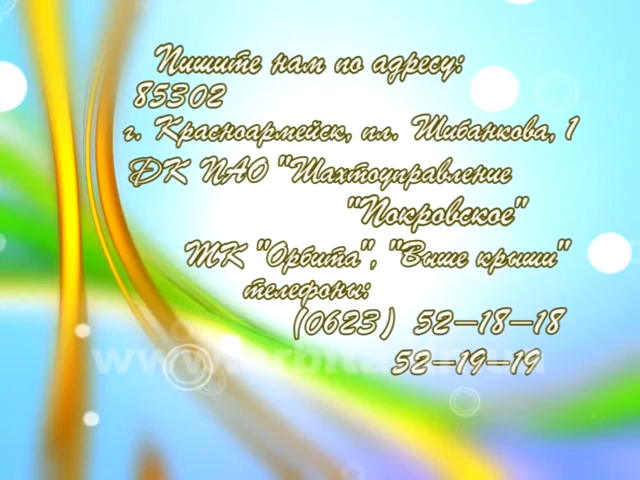 Пишите нам по адресу:
85302
г. Красноармейск, пл. Шибанкова, 1
ДК ПАО "Шахтоуправление
"Покровское"
ТК "Орбита", "Выше крыши"
телефоны:
(0623) 52-18-18
52-19-19